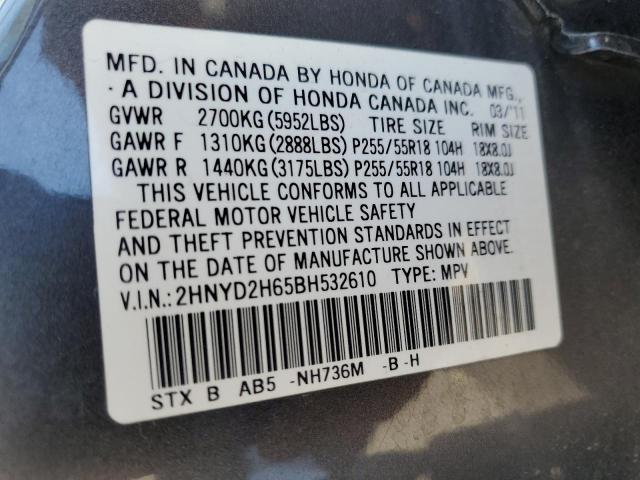 MFD. IN CANADA BY HONDA OF CANADA MFG.,
· A DIVISION OF HONDA CANADA INC. 03/'11
GVWR 2700KG(5952LBS) TIRE SIZE RIM SIZE
GAWR F 1310KG(2888LBS) P255/55R18 104H 18X8.0J
GAWR R 1440KG(3175LBS) P255/55R18 104H 18X8.0J
THIS VEHICLE CONFORMS TO ALL APPLICABLE
FEDERAL MOTOR VEHICLE SAFETY
AND THEFT PREVENTION STANDARDS IN EFFECT
ON THE DATE OF MANUFACTURE SHOWN ABOVE.
V.I.N.:2HNYD2H65BH532610 TYPE: MPV
STX B AB5 -NH736M -B-H